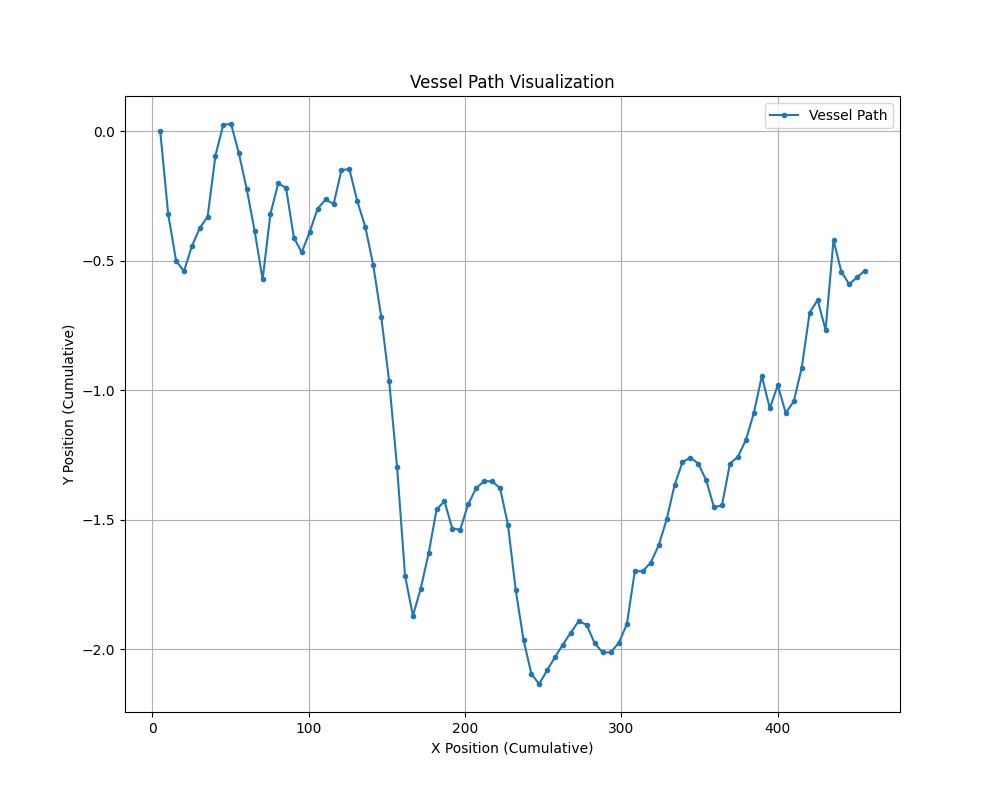 Vessel Path Visualization
Vessel Path
0.0
−0.5
−1.0
−1.5
−2.0
Y Position (Cumulative)
0
100
200
300
400
X Position (Cumulative)